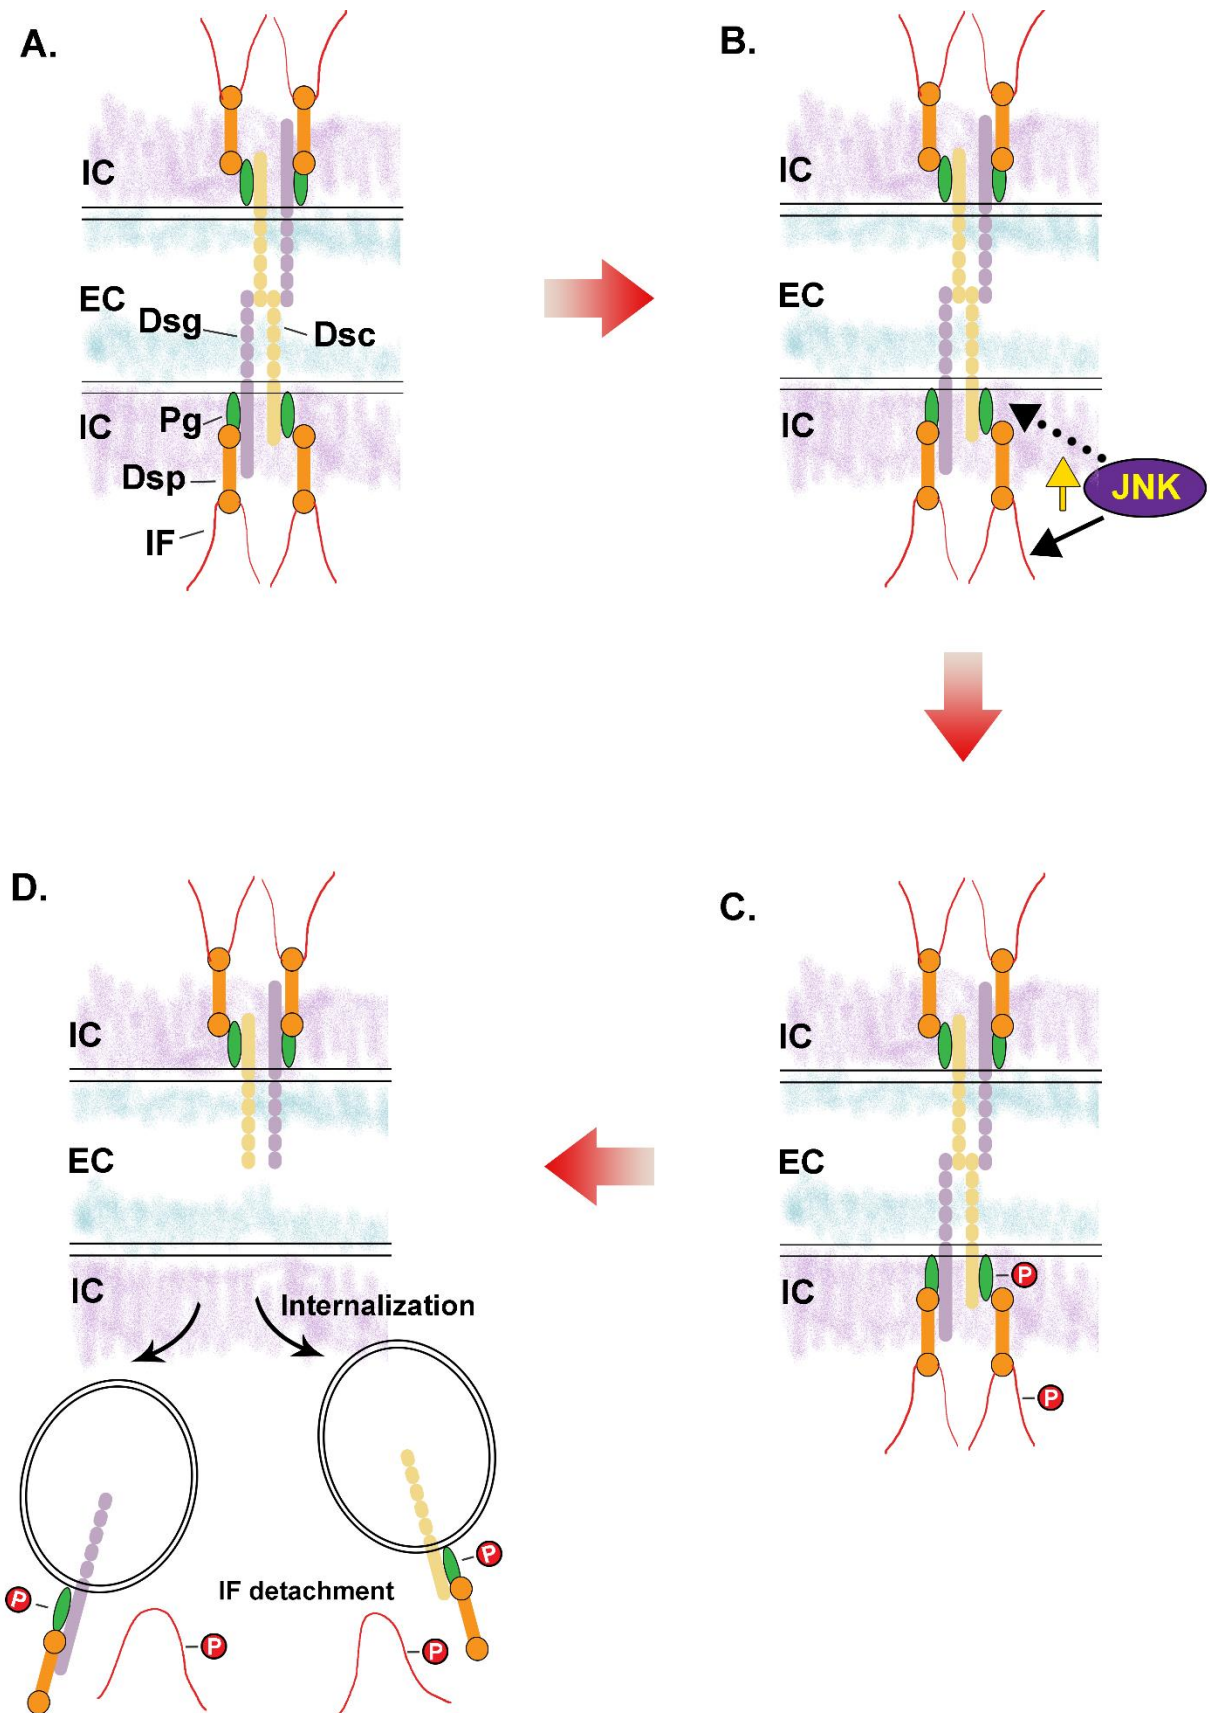 A.
IC
EC
Dsg
Dsc
IC
Pg
Dsp
IF
B.
IC
EC
IC
JNK
D.
IC
EC
IC
Internalization
IF detachment
P
P
P
P
C.
IC
EC
IC
P
P